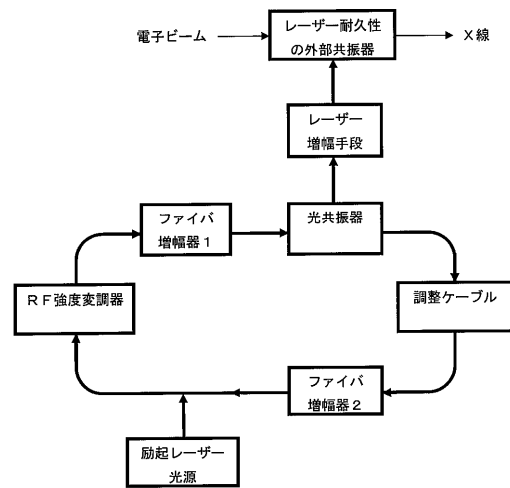 電子ビーム
レーザー耐久性
の外部共振器
X線
レーザー
増幅手段
ファイバ
増幅器1
光共振器
RF強度変調器
調整ケーブル
ファイバ
増幅器2
励起レーザー
光源